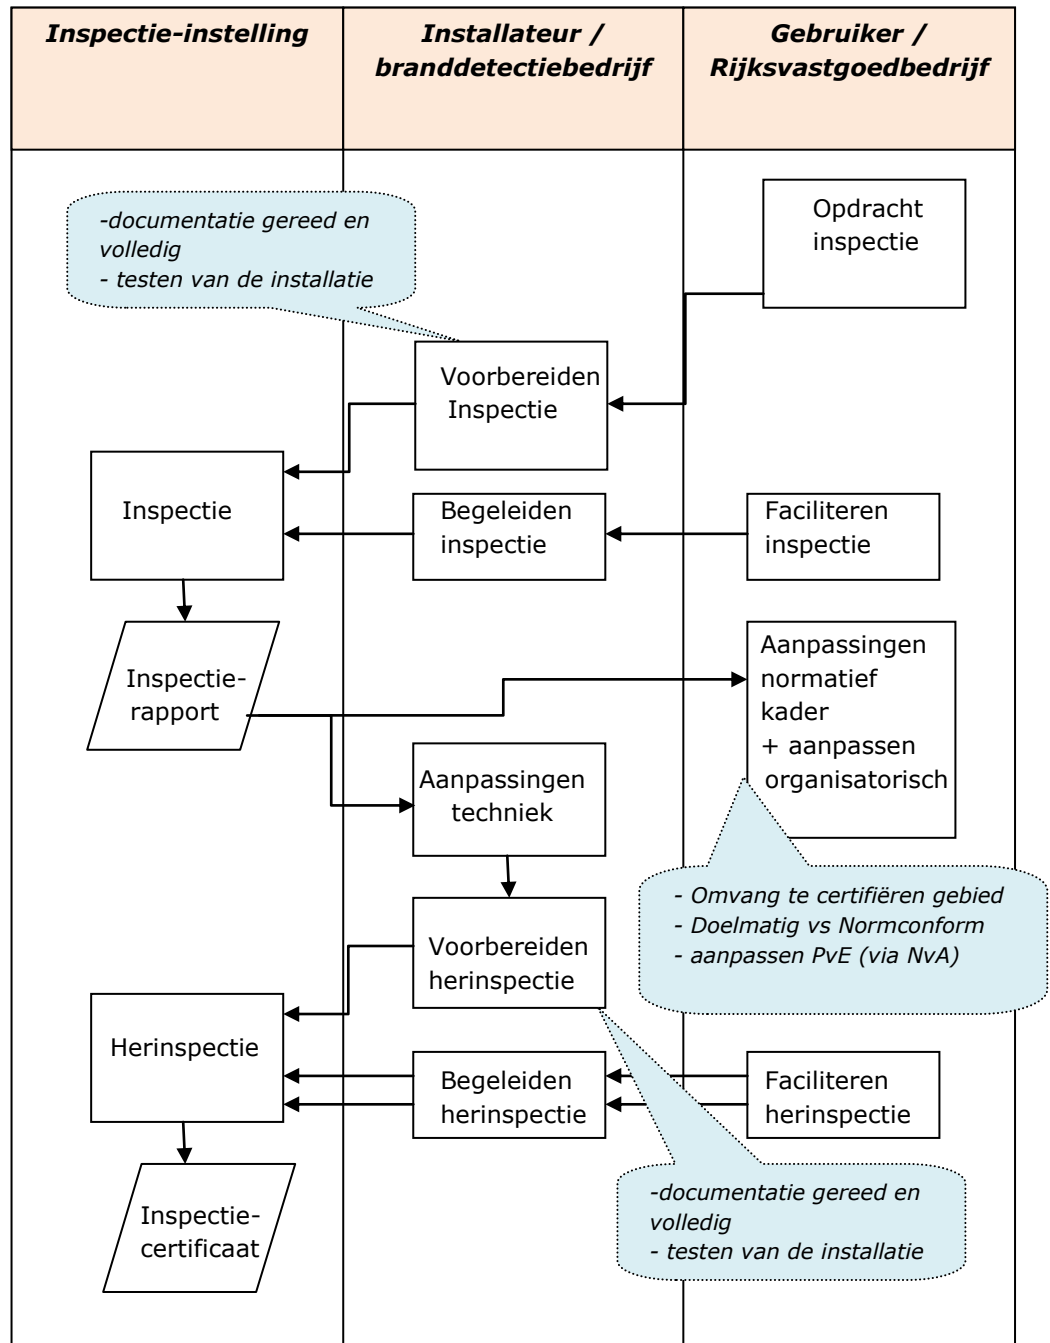 Inspectie-instelling
Installateur /
branddetectiebedrijf
Gebruiker /
Rijksvastgoedbedrijf
-documentatie gereed en
volledig
- testen van de installatie
Opdracht
inspectie
Voorbereiden
Inspectie
Inspectie
Begeleiden
inspectie
Faciliteren
inspectie
Inspectie-
rapport
Aanpassingen
normatief
kader
+ aanpassen
organisatorisch
Aanpassingen
techniek
- Omvang te certifiëren gebied
- Doelmatig vs Normconform
- aanpassen PvE (via NvA)
Voorbereiden
herinspectie
Herinspectie
Begeleiden
herinspectie
Faciliteren
herinspectie
-documentatie gereed en
volledig
- testen van de installatie
Inspectie-
certificaat